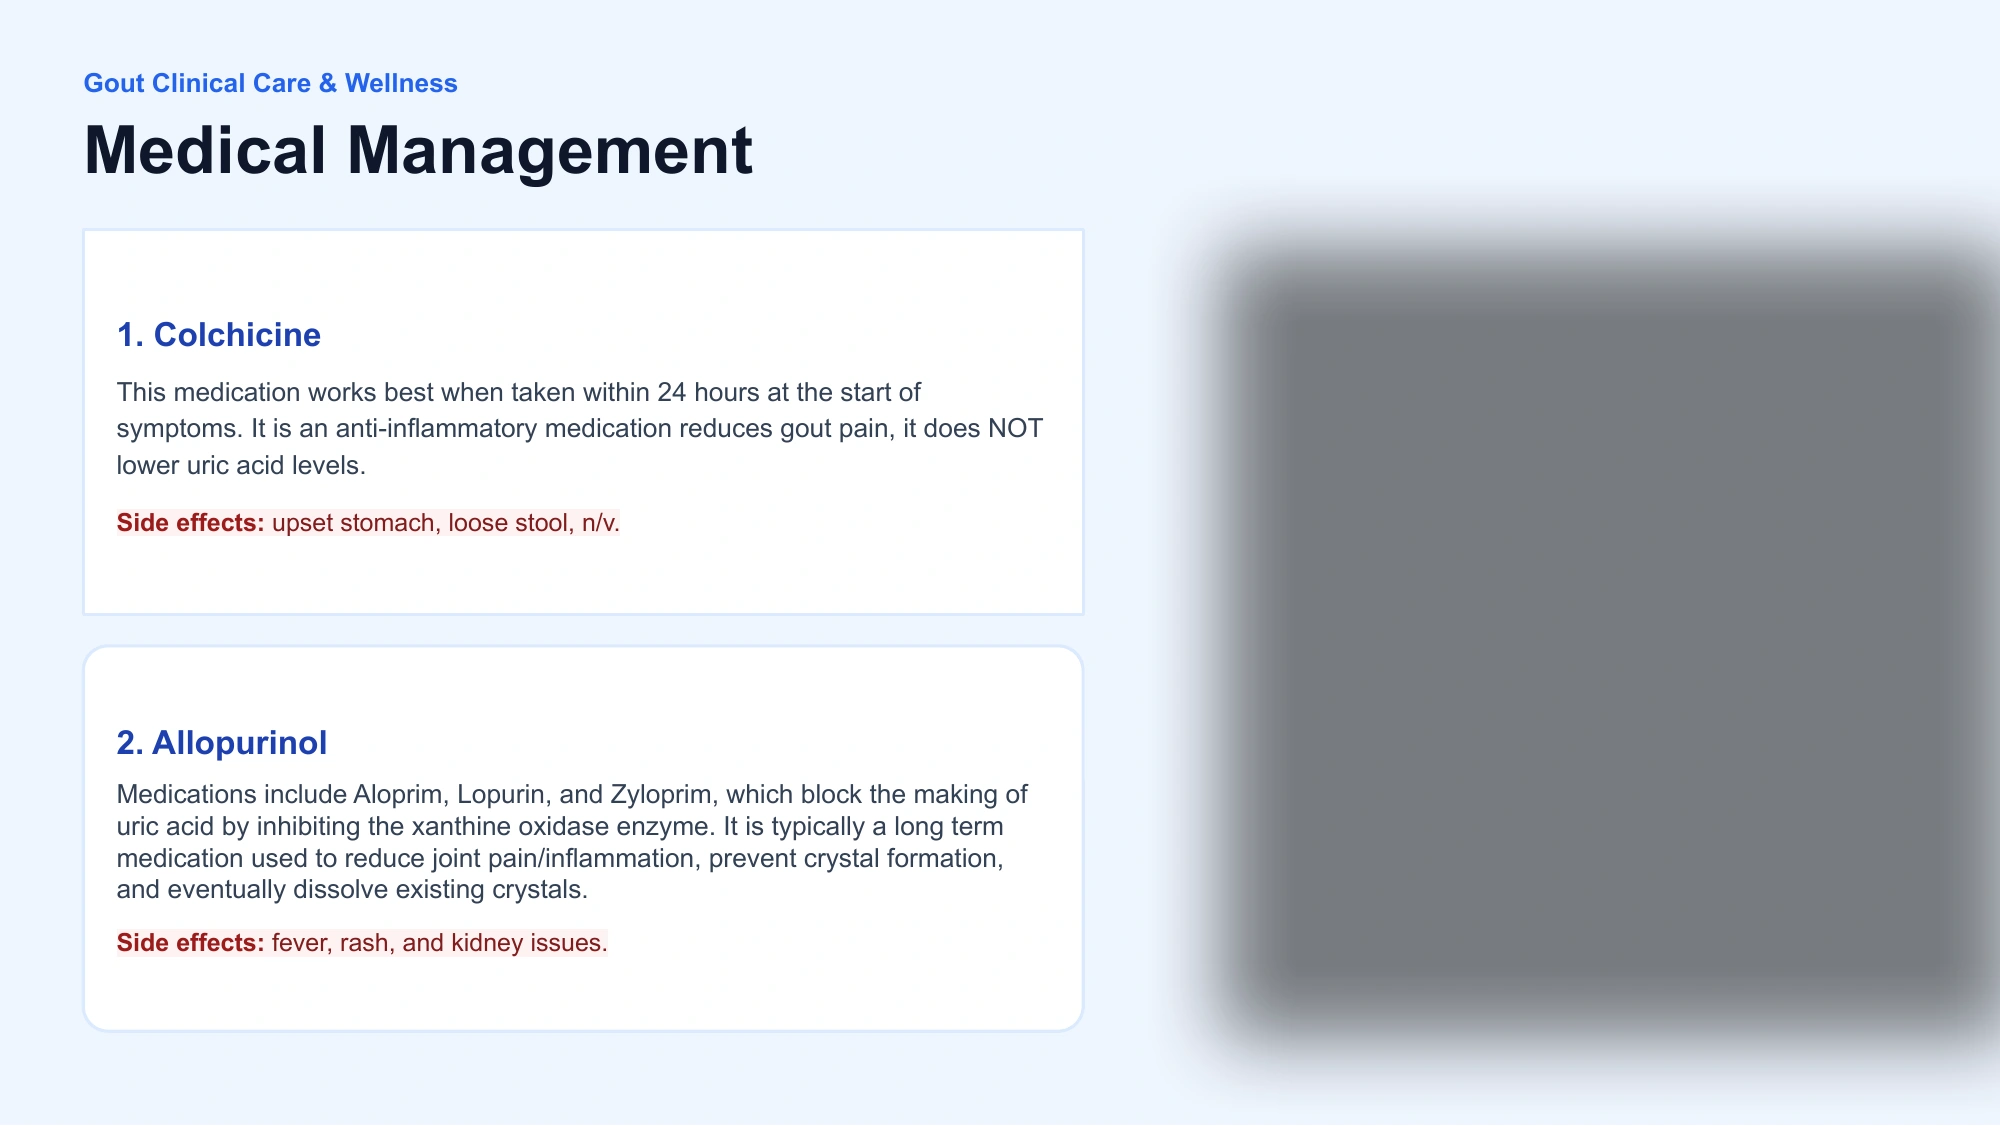 Gout Clinical Care & Wellness
Medical Management
1. Colchicine
This medication works best when taken within 24 hours at the start of
symptoms. It is an anti-inflammatory medication reduces gout pain, it does NOT
lower uric acid levels.
Side effects: upset stomach, loose stool, n/v.
2. Allopurinol
Medications include Aloprim, Lopurin, and Zyloprim, which block the making of
uric acid by inhibiting the xanthine oxidase enzyme. It is typically a long term
medication used to reduce joint pain/inflammation, prevent crystal formation,
and eventually dissolve existing crystals.
Side effects: fever, rash, and kidney issues.